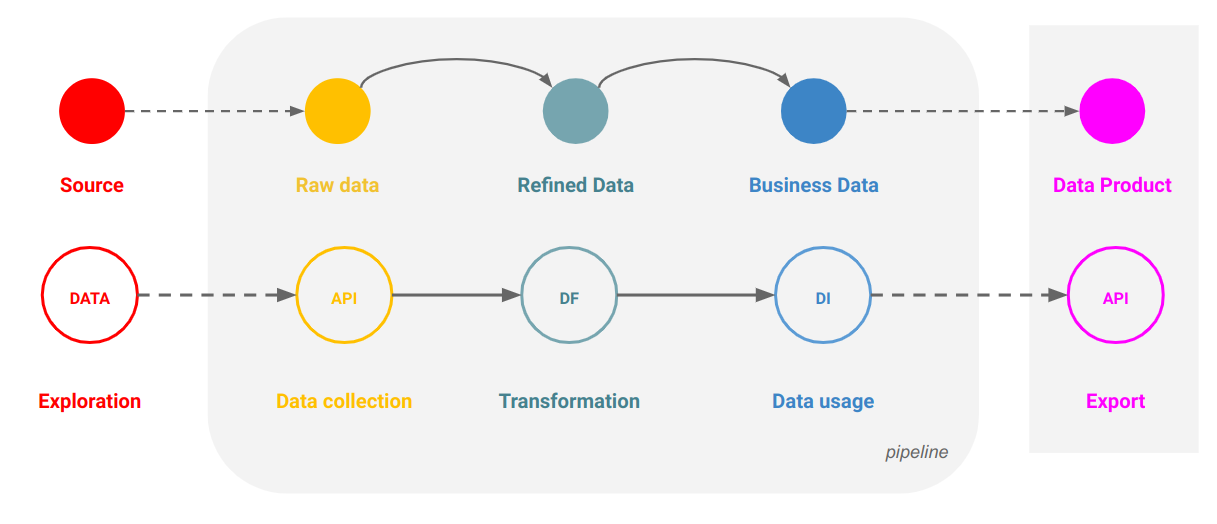 Source
Raw data
Refined Data
Business Data
Data Product
DATA
API
DF
DI
API
Exploration
Data collection
Transformation
Data usage
Export
pipeline